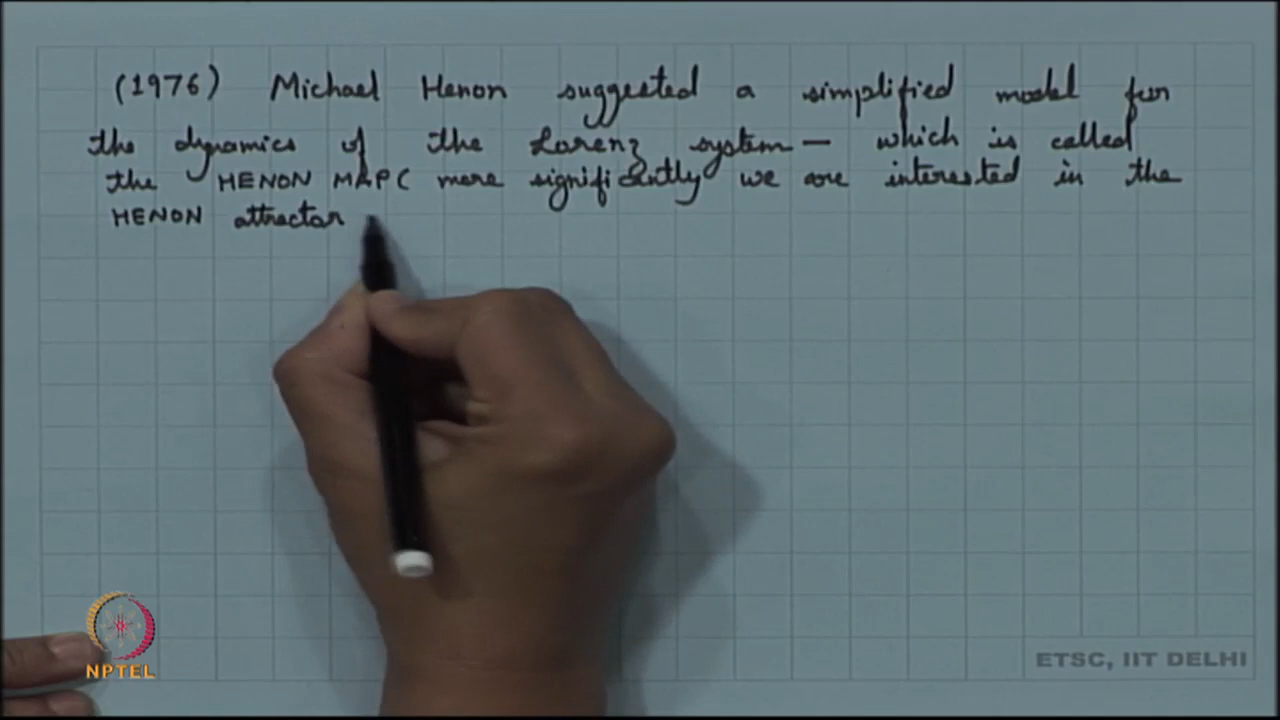 (1976) Michael Henon suggested a simplified model for
the dynamics of the Lorenz system — which is called
the HENON MAP ( more significantly we are interested in the
HENON attractor
NPTEL
ETSC, IIT DELHI